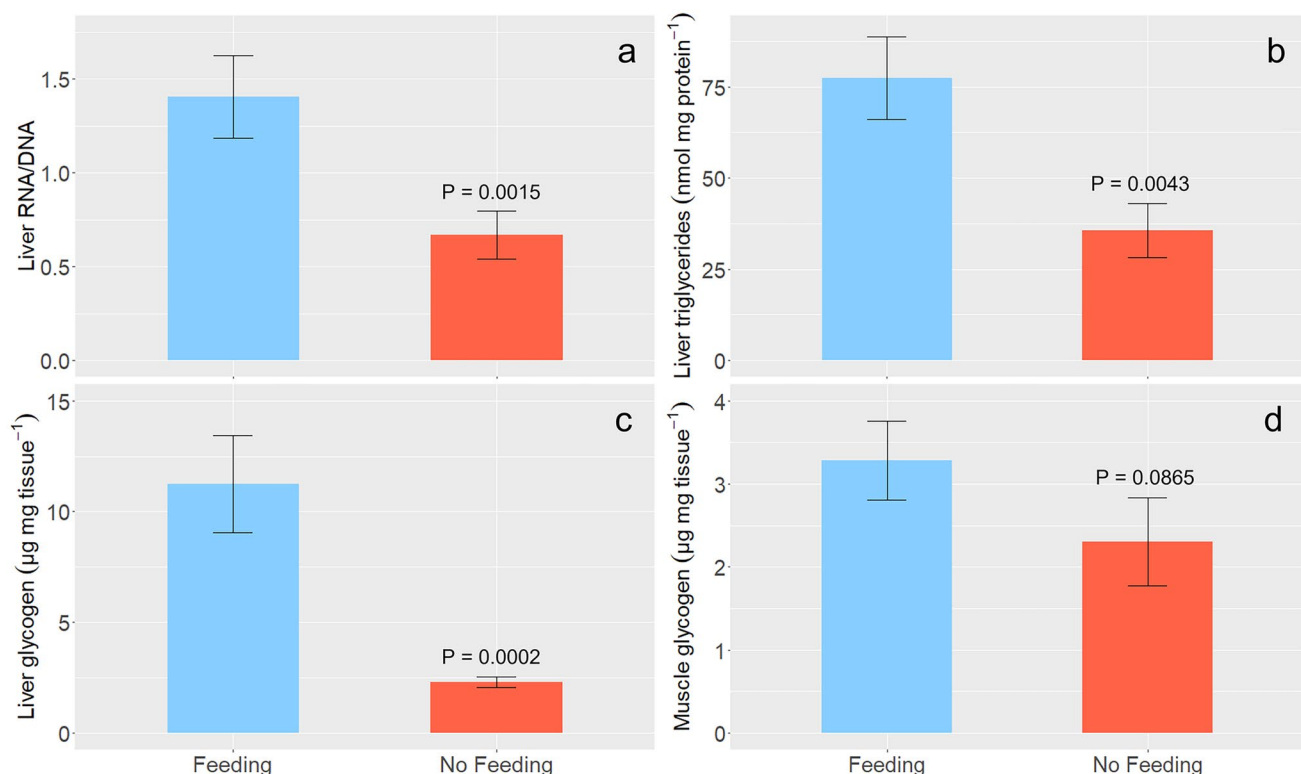 a
Liver RNA/DNA
1.5
1.0
0.5
0.0
P = 0.0015
b
Liver triglycerides (nmol mg protein⁻¹)
75
50
25
0
P = 0.0043
c
Liver glycogen (µg mg tissue⁻¹)
15
10
5
0
P = 0.0002
Feeding
No Feeding
d
Muscle glycogen (µg mg tissue⁻¹)
4
3
2
1
0
P = 0.0865
Feeding
No Feeding